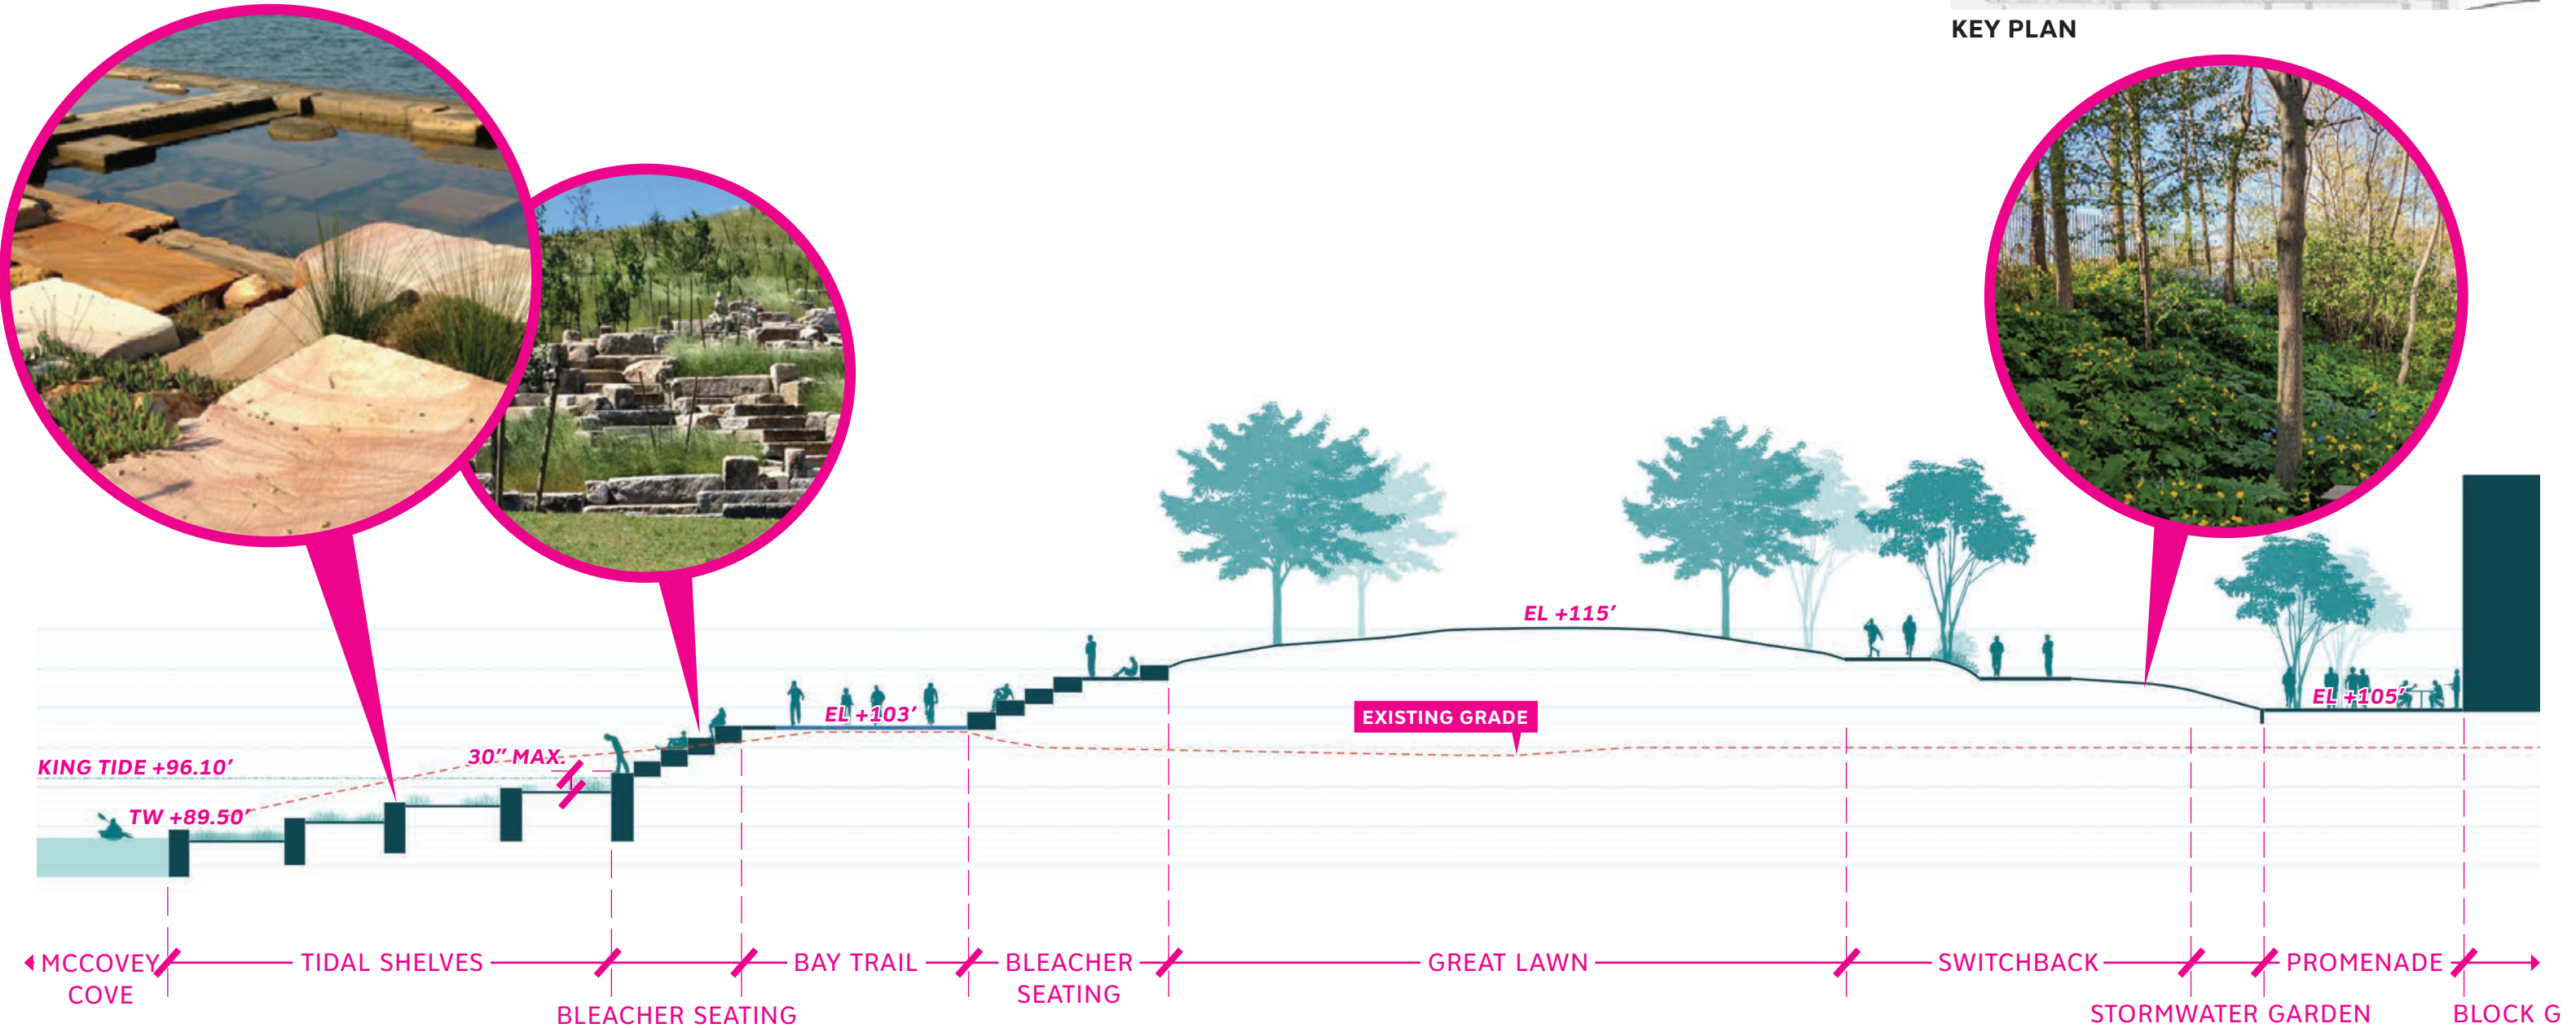 KEY PLAN
EL +115’
EL +103’
EL +105’
EXISTING GRADE
30” MAX
KING TIDE +96.10’
TW +89.50’
MCCOVEY
COVE
TIDAL SHELVES
BLEACHER SEATING
BAY TRAIL
BLEACHER
SEATING
GREAT LAWN
SWITCHBACK
STORMWATER GARDEN
PROMENADE
BLOCK G